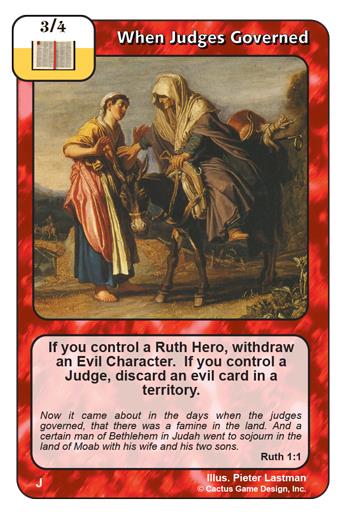 3/4
When Judges Governed
If you control a Ruth Hero, withdraw
an Evil Character.  If you control a
Judge, discard an evil card in a
territory.
Now it came about in the days when the judges
governed, that there was a famine in the land. And a
certain man of Bethlehem in Judah went to sojourn in the
land of Moab with his wife and his two sons.
Ruth 1:1
Illus. Pieter Lastman
J
© Cactus Game Design, Inc.